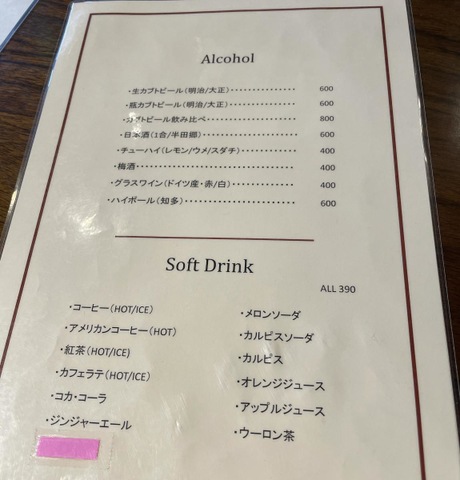 Alcohol
・生カブトビール(明治/大正)・・・・・・・・・・・・・・・ 600
・瓶カブトビール(明治/大正)・・・・・・・・・・・・・・・ 600
・カブトビール飲み比べ・・・・・・・・・・・・・・・・・・・・ 800
・日本酒(1合/半田郷)・・・・・・・・・・・・・・・・・・・・ 600
・チューハイ(レモン/ウメ/スダチ)・・・・・・・・・・・・ 400
・梅酒・・・・・・・・・・・・・・・・・・・・・・・・・・・・・・・・・・・ 400
・グラスワイン(ドイツ産・赤/白)・・・・・・・・・・・・・・ 400
・ハイボール(知多)・・・・・・・・・・・・・・・・・・・・・・・・ 600
Soft Drink
ALL 390
・コーヒー(HOT/ICE)
・アメリカンコーヒー(HOT)
・紅茶(HOT/ICE)
・カフェラテ(HOT/ICE)
・コカ・コーラ
・ジンジャーエール
・メロンソーダ
・カルピスソーダ
・カルピス
・オレンジジュース
・アップルジュース
・ウーロン茶